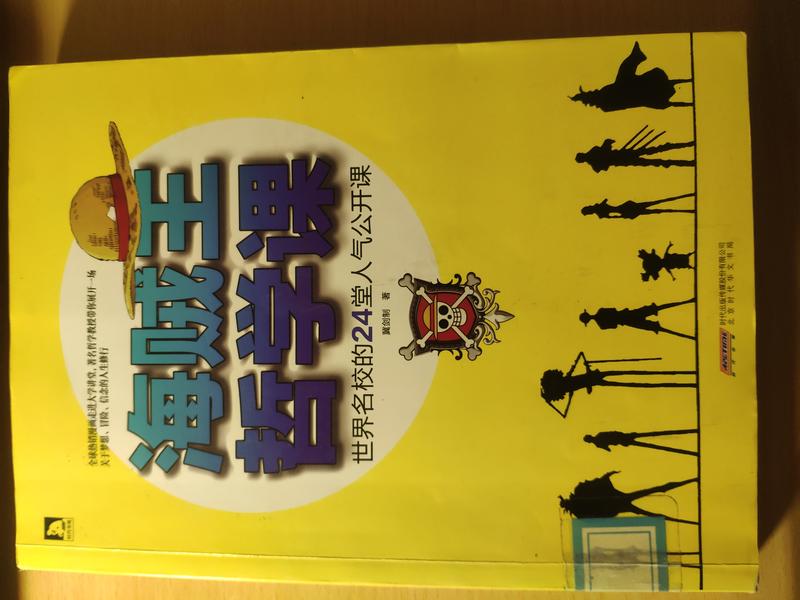 时代书局
全球热销漫画走进大学讲堂，著名哲学教授带你展开一场
关于梦想、冒险、信念的人生修行
海贼王
哲学课
世界名校的24堂人气公开课
冀剑制 著
时代出版传媒股份有限公司
北京时代华文书局